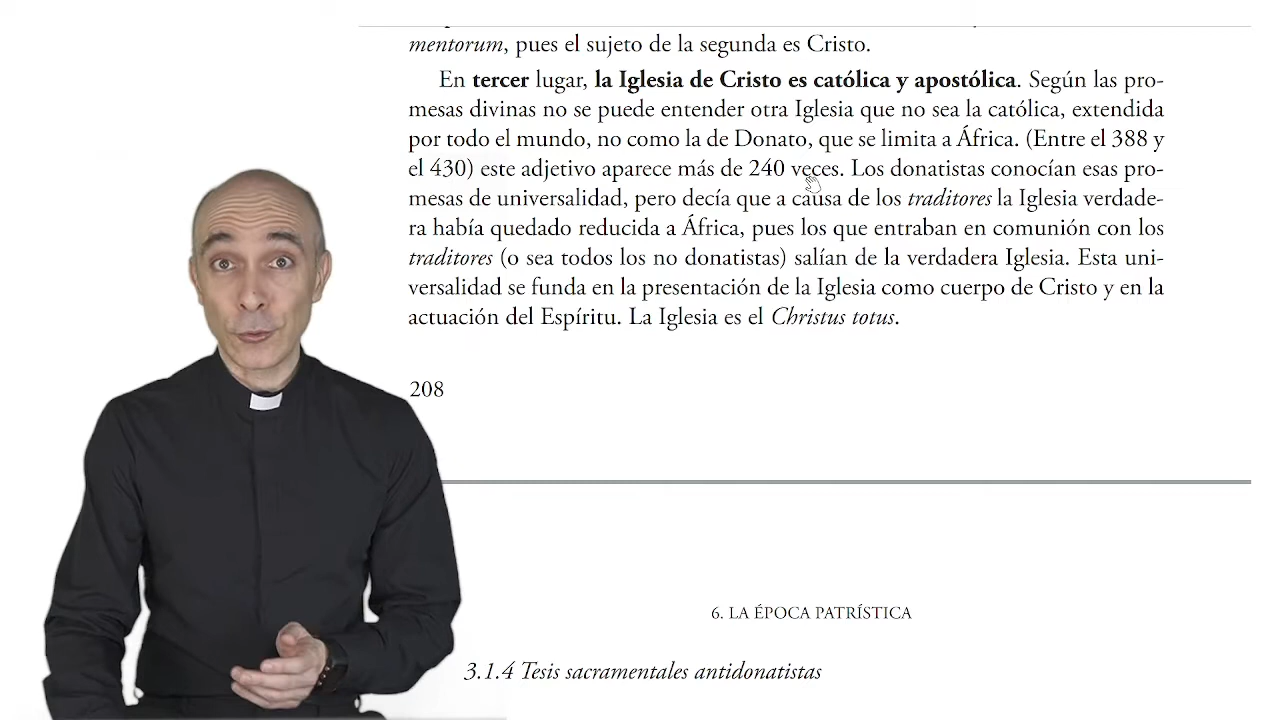 mentorum, pues el sujeto de la segunda es Cristo.
En tercer lugar, la Iglesia de Cristo es católica y apostólica. Según las pro-
mesas divinas no se puede entender otra Iglesia que no sea la católica, extendida
por todo el mundo, no como la de Donato, que se limita a África. (Entre el 388 y
el 430) este adjetivo aparece más de 240 veces. Los donatistas conocían esas pro-
mesas de universalidad, pero decía que a causa de los traditores la Iglesia verdade-
ra había quedado reducida a África, pues los que entraban en comunión con los
traditores (o sea todos los no donatistas) salían de la verdadera Iglesia. Esta uni-
versalidad se funda en la presentación de la Iglesia como cuerpo de Cristo y en la
actuación del Espíritu. La Iglesia es el Christus totus.
208
6. LA ÉPOCA PATRÍSTICA
3.1.4 Tesis sacramentales antidonatistas